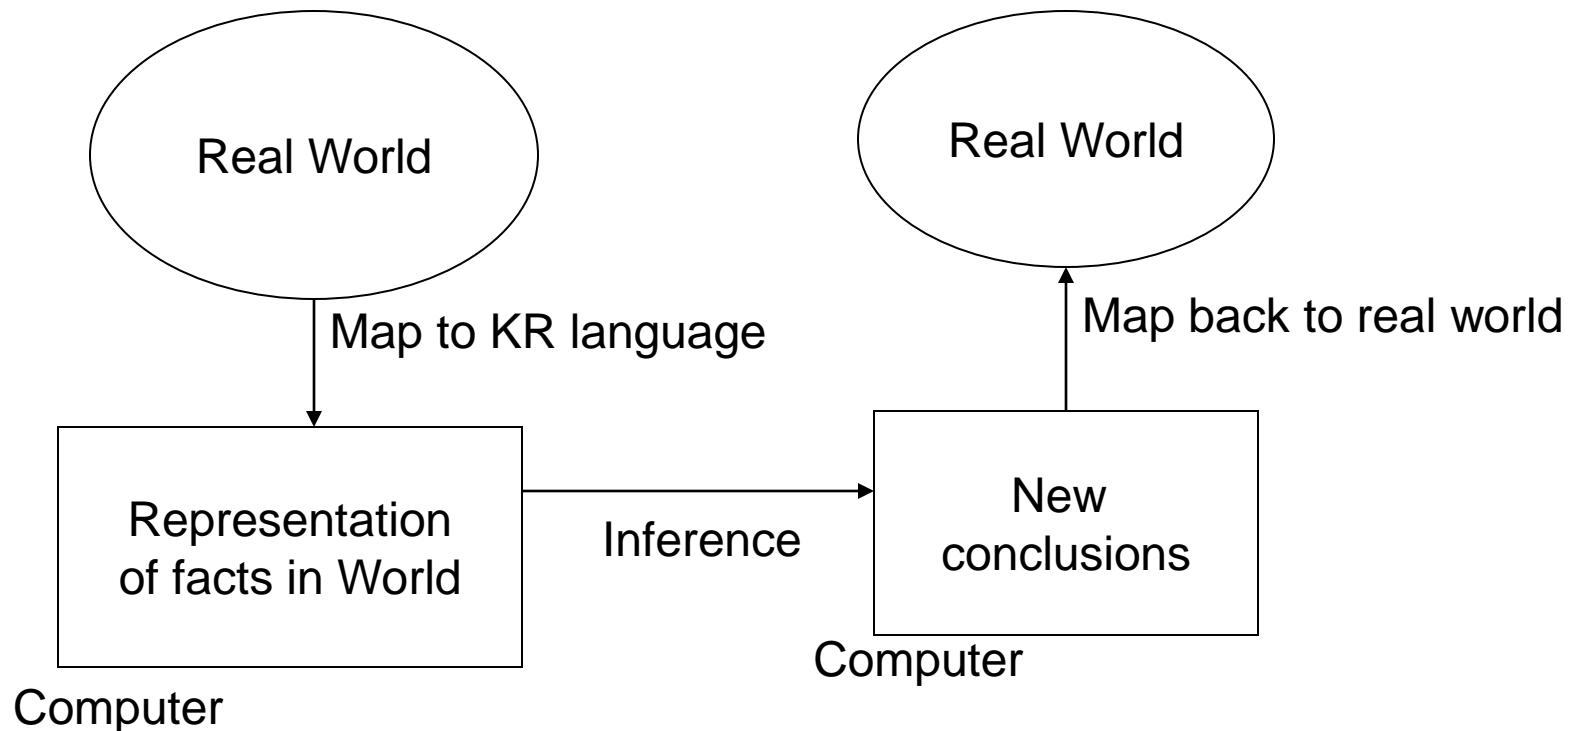 Real World
Real World
Map to KR language
Map back to real world
Representation
of facts in World
Inference
New
conclusions
Computer
Computer